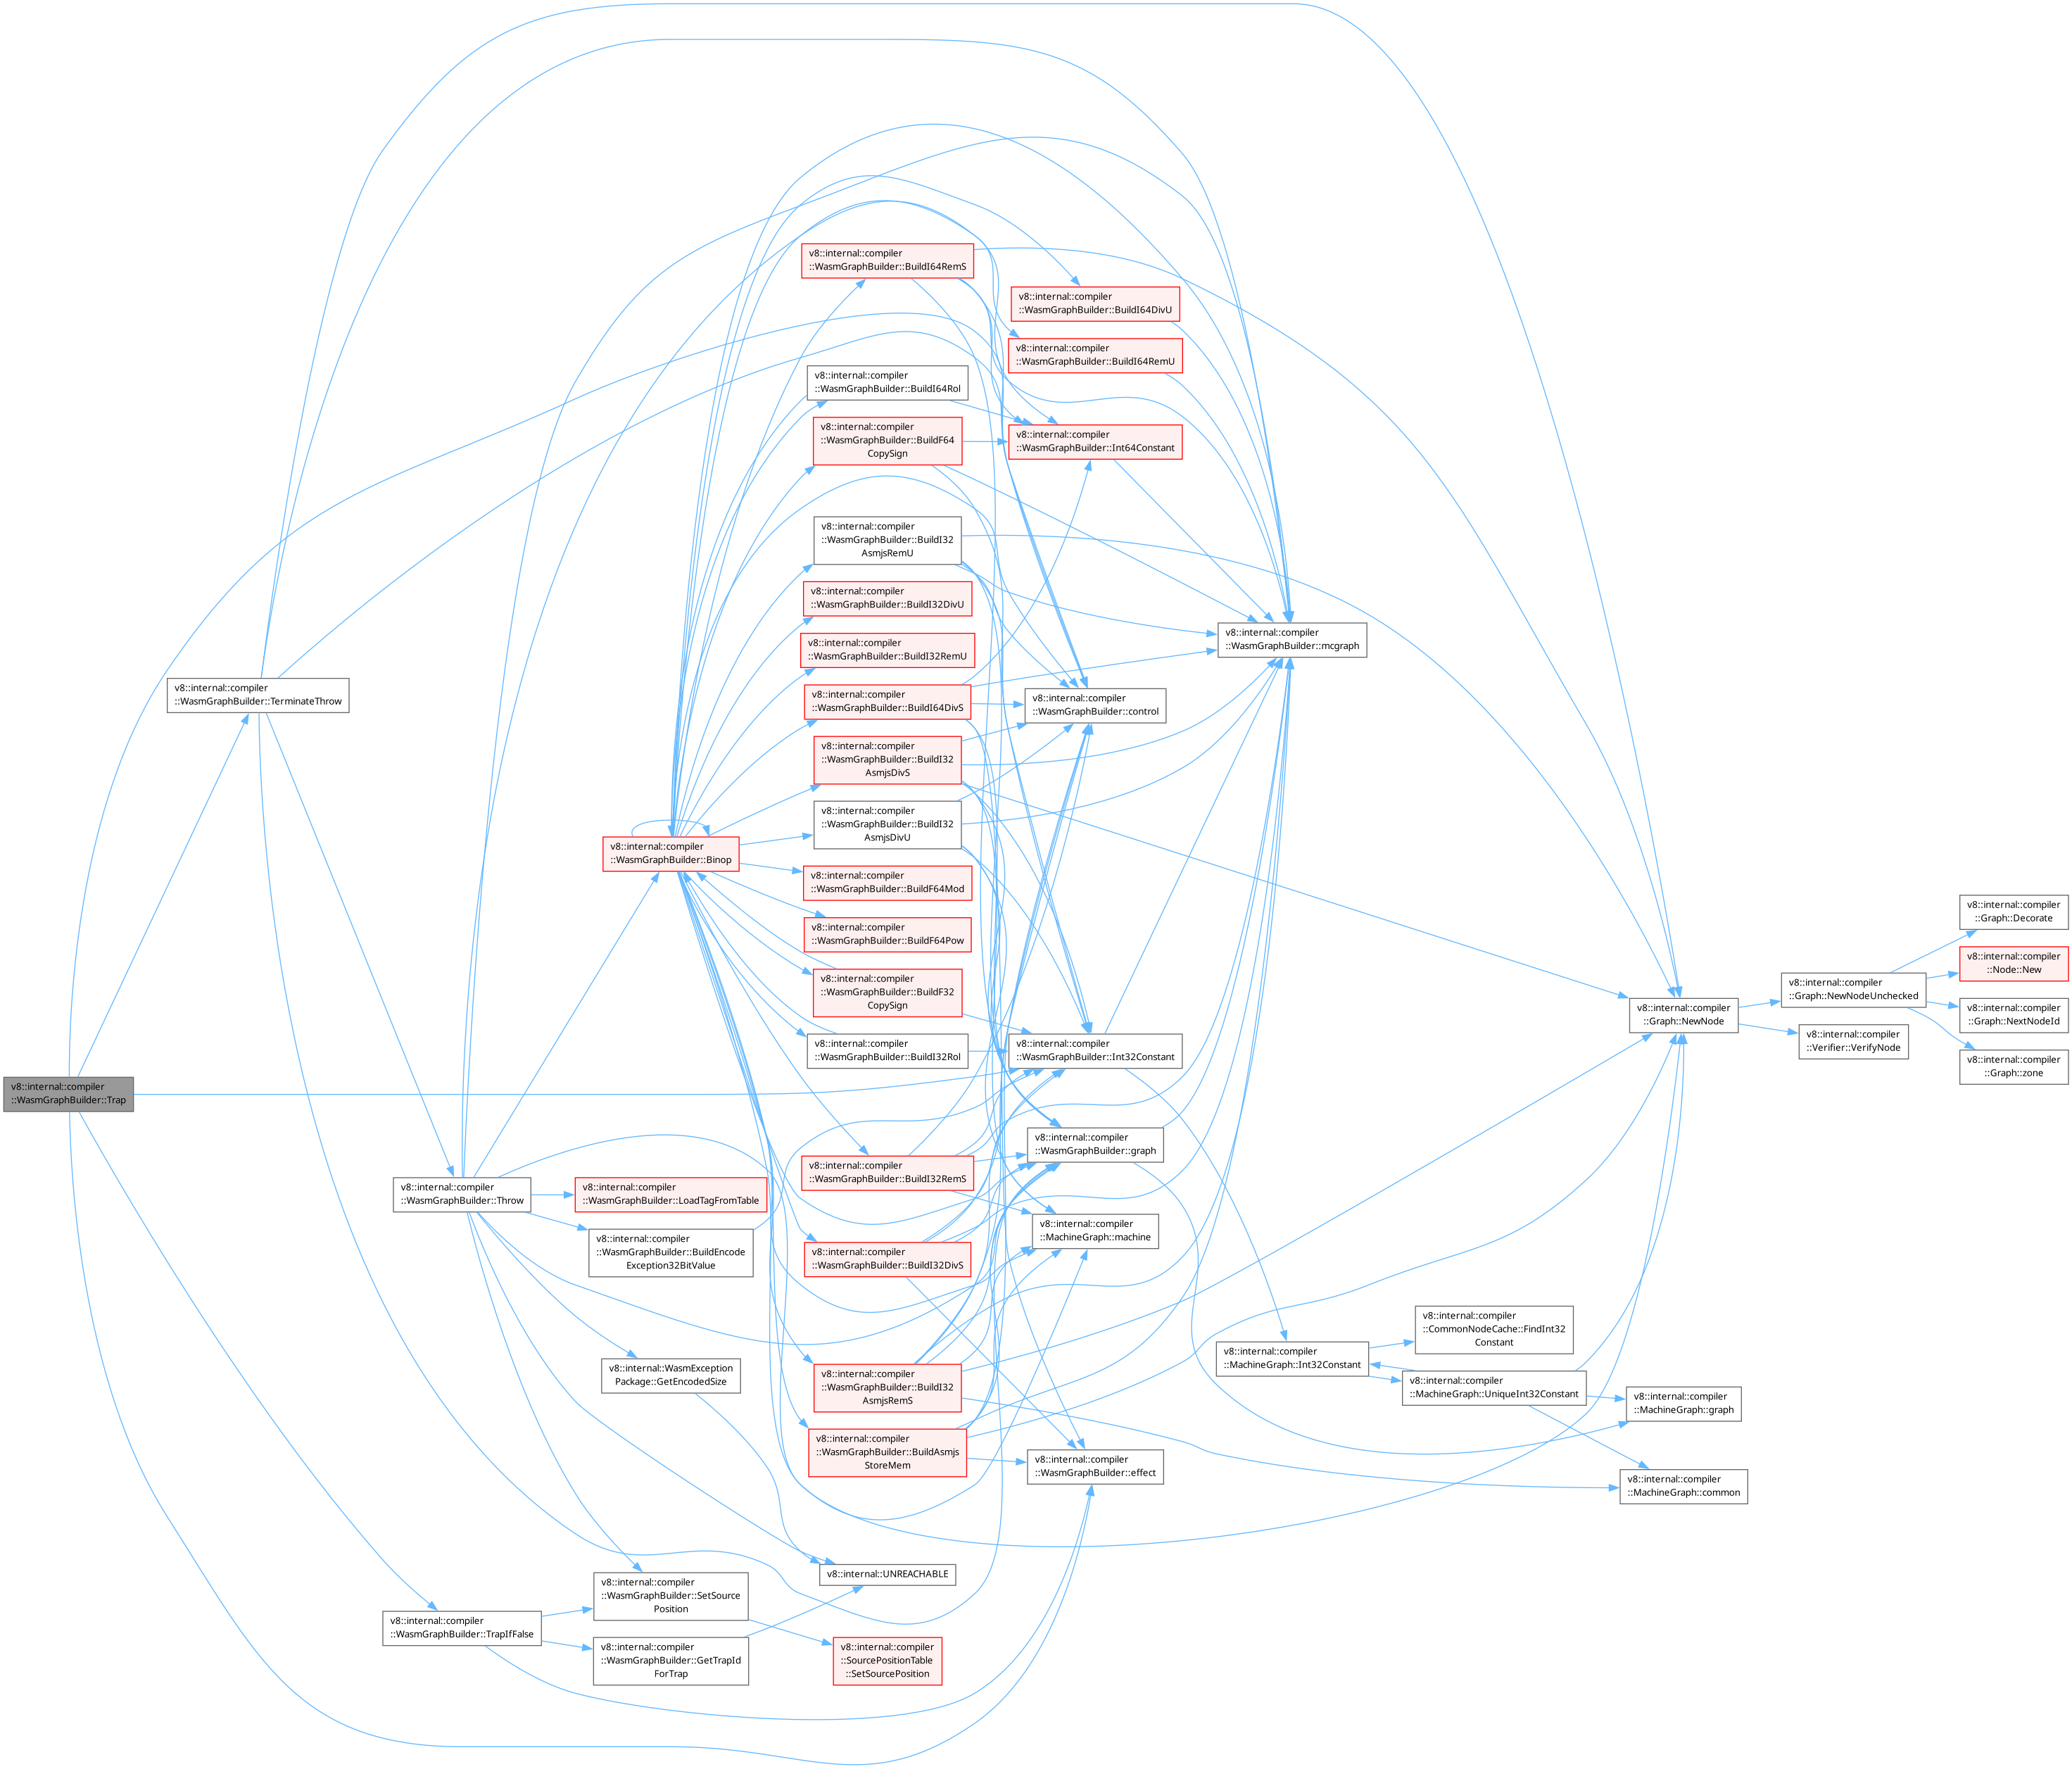 v8::internal::compiler
::WasmGraphBuilder::Trap
v8::internal::compiler
::WasmGraphBuilder::TerminateThrow
v8::internal::compiler
::WasmGraphBuilder::Throw
v8::internal::compiler
::WasmGraphBuilder::TrapIfFalse
v8::internal::compiler
::WasmGraphBuilder::Binop
v8::internal::compiler
::WasmGraphBuilder::LoadTagFromTable
v8::internal::compiler
::WasmGraphBuilder::BuildEncode
Exception32BitValue
v8::internal::WasmException
Package::GetEncodedSize
v8::internal::compiler
::WasmGraphBuilder::SetSource
Position
v8::internal::compiler
::WasmGraphBuilder::GetTrapId
ForTrap
v8::internal::compiler
::WasmGraphBuilder::BuildI64RemS
v8::internal::compiler
::WasmGraphBuilder::BuildI64Rol
v8::internal::compiler
::WasmGraphBuilder::BuildF64
CopySign
v8::internal::compiler
::WasmGraphBuilder::BuildI32
AsmjsRemU
v8::internal::compiler
::WasmGraphBuilder::BuildI32DivU
v8::internal::compiler
::WasmGraphBuilder::BuildI32RemU
v8::internal::compiler
::WasmGraphBuilder::BuildI64DivS
v8::internal::compiler
::WasmGraphBuilder::BuildI32
AsmjsDivS
v8::internal::compiler
::WasmGraphBuilder::BuildI32
AsmjsDivU
v8::internal::compiler
::WasmGraphBuilder::BuildF64Mod
v8::internal::compiler
::WasmGraphBuilder::BuildF64Pow
v8::internal::compiler
::WasmGraphBuilder::BuildF32
CopySign
v8::internal::compiler
::WasmGraphBuilder::BuildI32Rol
v8::internal::compiler
::WasmGraphBuilder::BuildI32RemS
v8::internal::compiler
::WasmGraphBuilder::BuildI32DivS
v8::internal::compiler
::WasmGraphBuilder::BuildI32
AsmjsRemS
v8::internal::compiler
::WasmGraphBuilder::BuildAsmjs
StoreMem
v8::internal::UNREACHABLE
v8::internal::compiler
::SourcePositionTable
::SetSourcePosition
v8::internal::compiler
::WasmGraphBuilder::BuildI64DivU
v8::internal::compiler
::WasmGraphBuilder::BuildI64RemU
v8::internal::compiler
::WasmGraphBuilder::Int64Constant
v8::internal::compiler
::WasmGraphBuilder::control
v8::internal::compiler
::WasmGraphBuilder::Int32Constant
v8::internal::compiler
::WasmGraphBuilder::graph
v8::internal::compiler
::MachineGraph::machine
v8::internal::compiler
::WasmGraphBuilder::effect
v8::internal::compiler
::WasmGraphBuilder::mcgraph
v8::internal::compiler
::MachineGraph::Int32Constant
v8::internal::compiler
::CommonNodeCache::FindInt32
Constant
v8::internal::compiler
::MachineGraph::UniqueInt32Constant
v8::internal::compiler
::Graph::NewNode
v8::internal::compiler
::MachineGraph::graph
v8::internal::compiler
::MachineGraph::common
v8::internal::compiler
::Graph::NewNodeUnchecked
v8::internal::compiler
::Verifier::VerifyNode
v8::internal::compiler
::Graph::Decorate
v8::internal::compiler
::Node::New
v8::internal::compiler
::Graph::NextNodeId
v8::internal::compiler
::Graph::zone